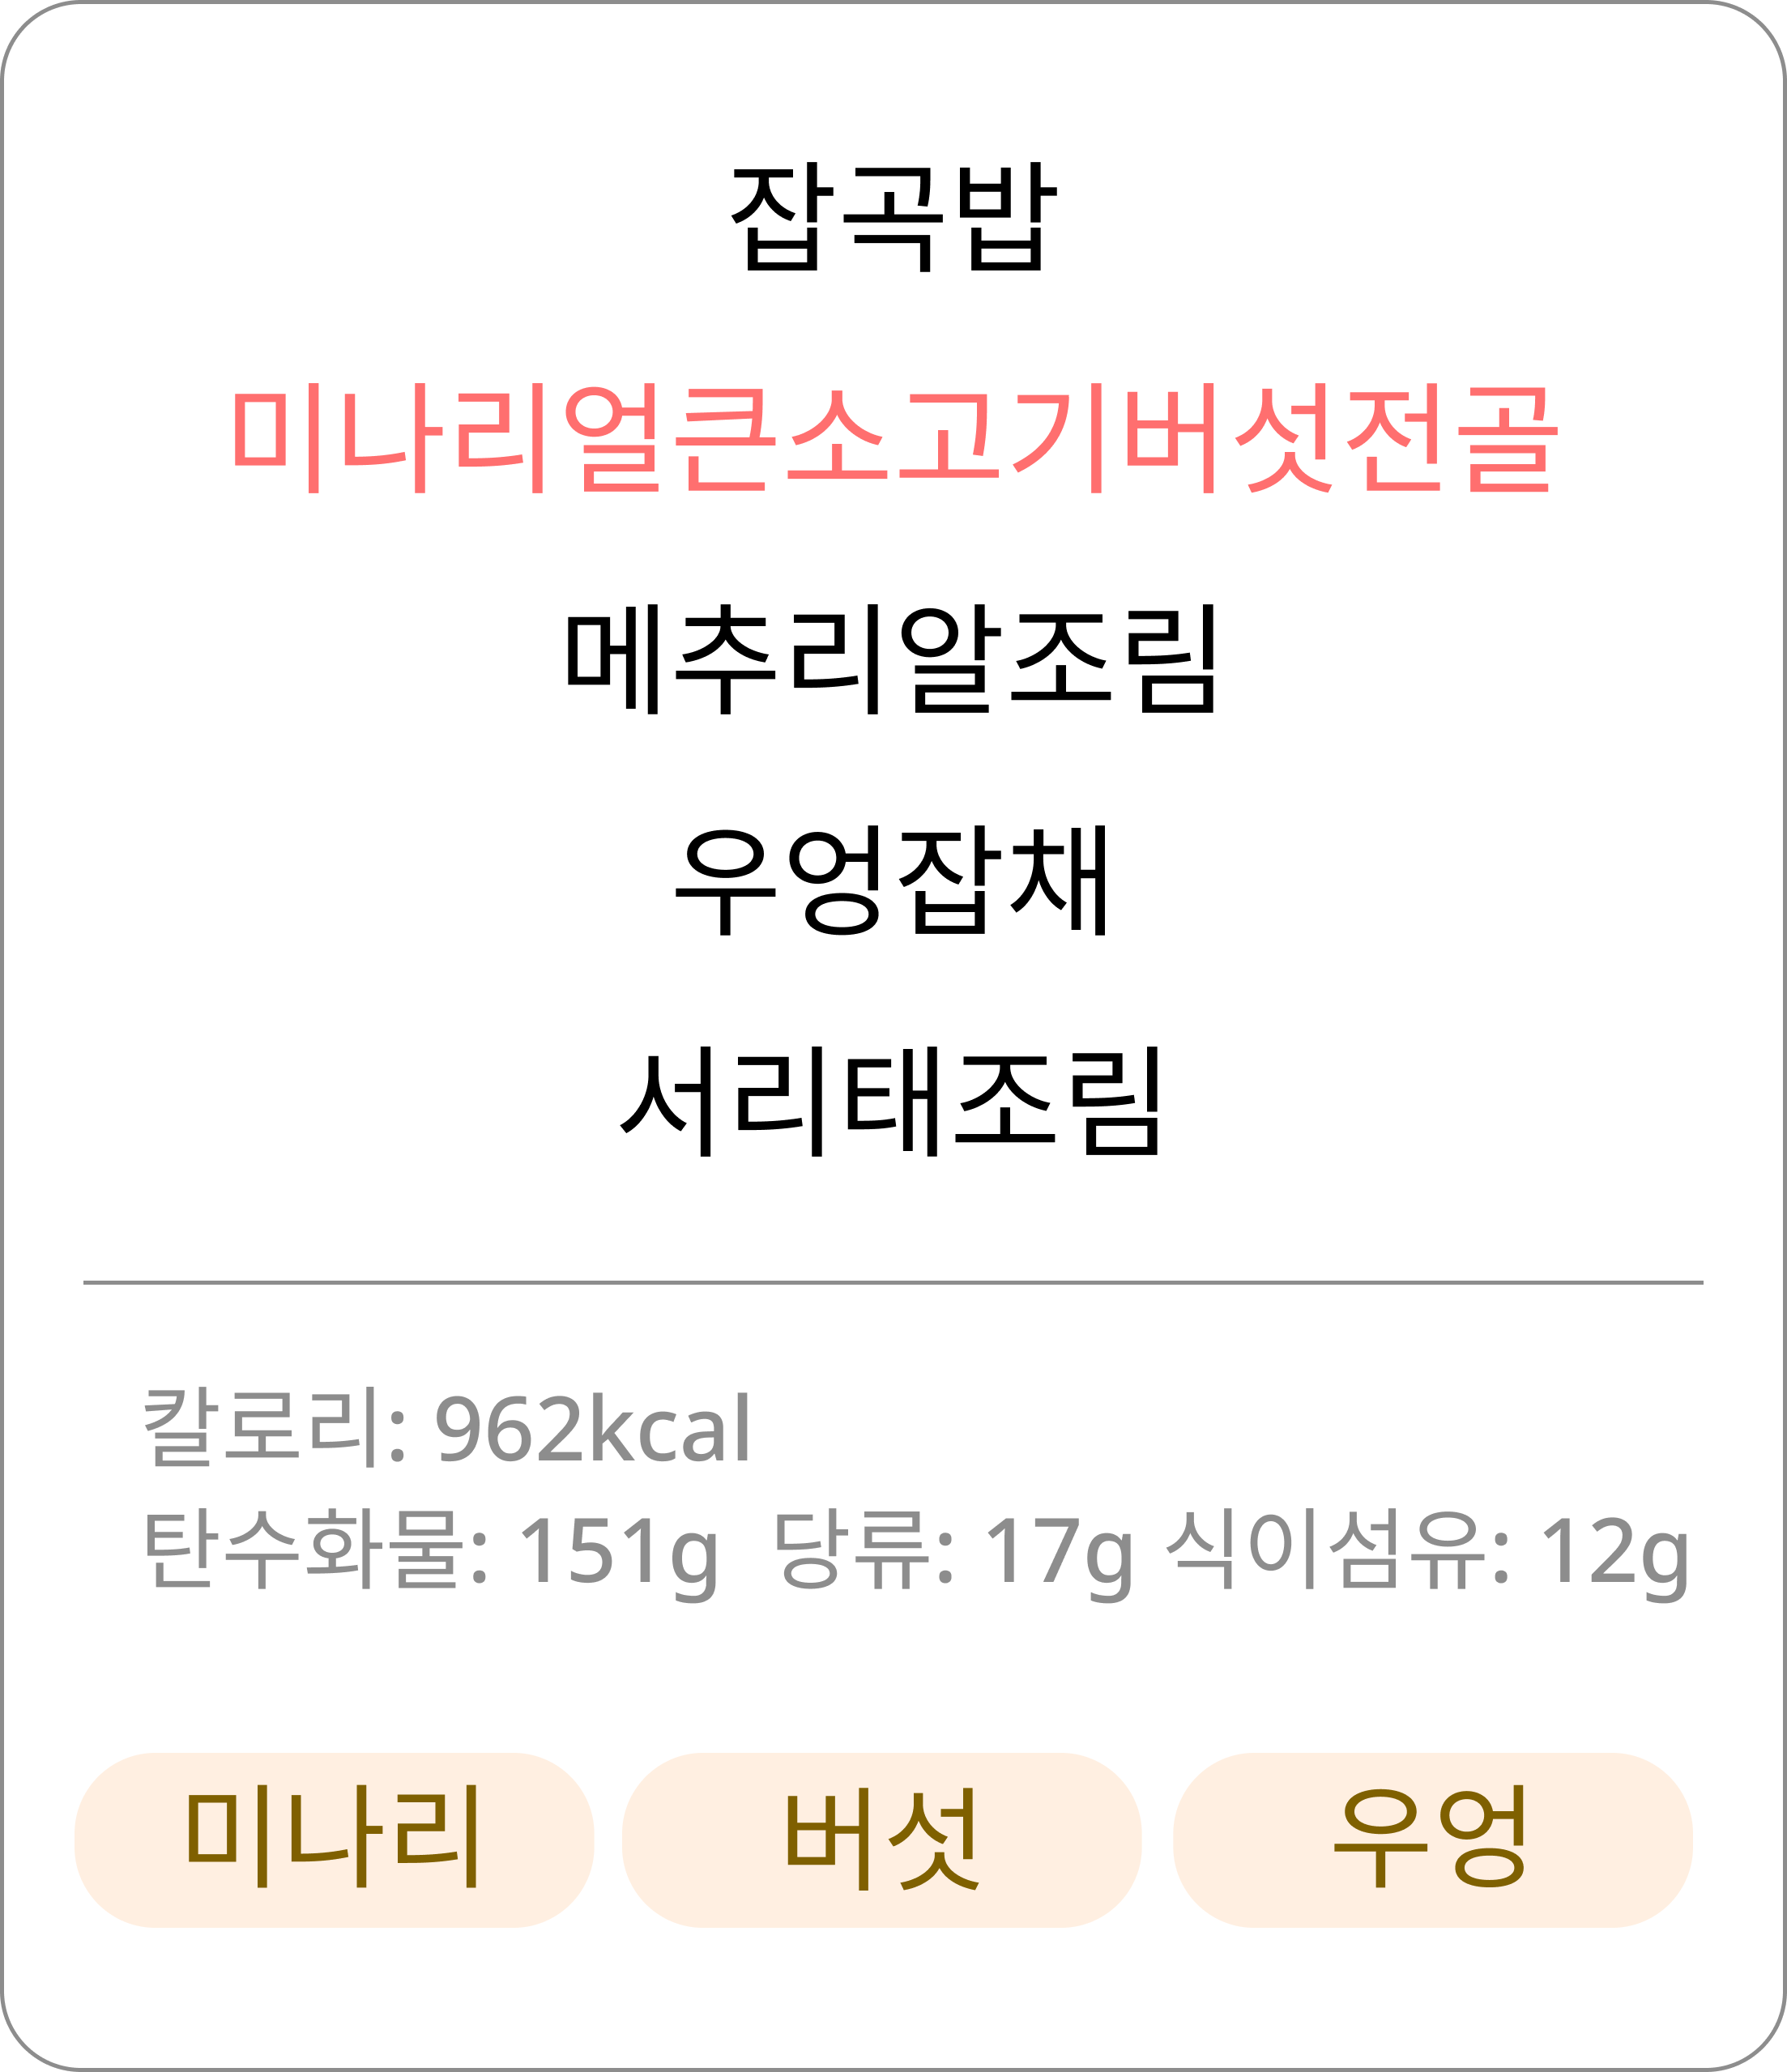 잡곡밥
미나리얼큰소고기버섯전골
메추리알조림
우엉잡채
서리태조림
칼로리: 962kcal
탄수화물: 151g 당류: 17g 식이섬유: 12g
미나리 버섯 우엉